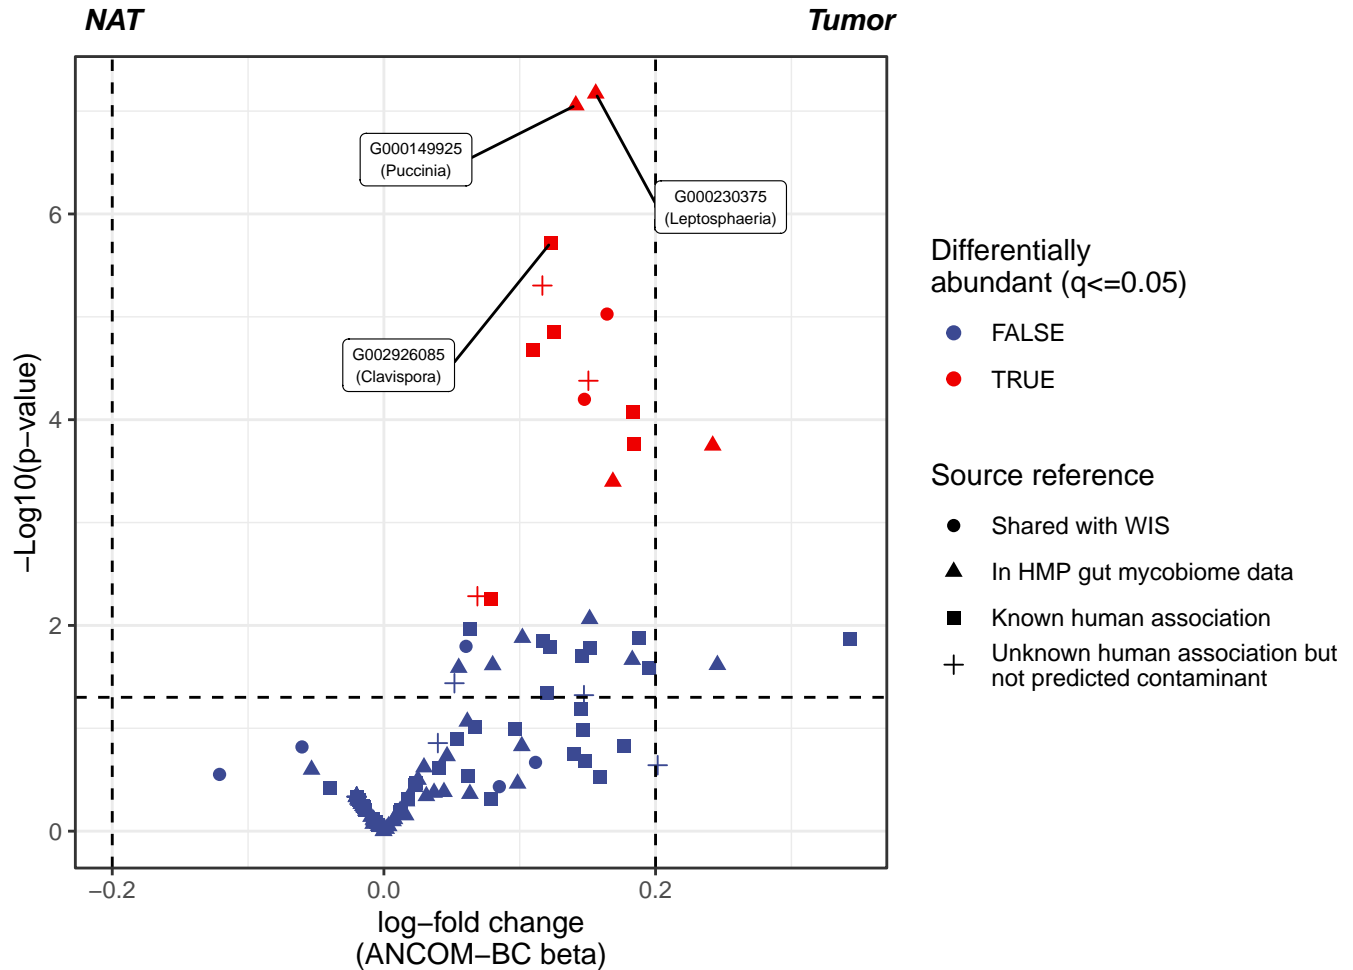 NAT
Tumor
G000149925
(Puccinia)
G000230375
(Leptosphaeria)
G002926085
(Clavispora)
−Log10(p−value)
6
4
2
0
−0.2
0.0
0.2
log−fold change
(ANCOM−BC beta)
Differentially
abundant (q<=0.05)
FALSE
TRUE
Source reference
Shared with WIS
In HMP gut mycobiome data
Known human association
Unknown human association but
not predicted contaminant